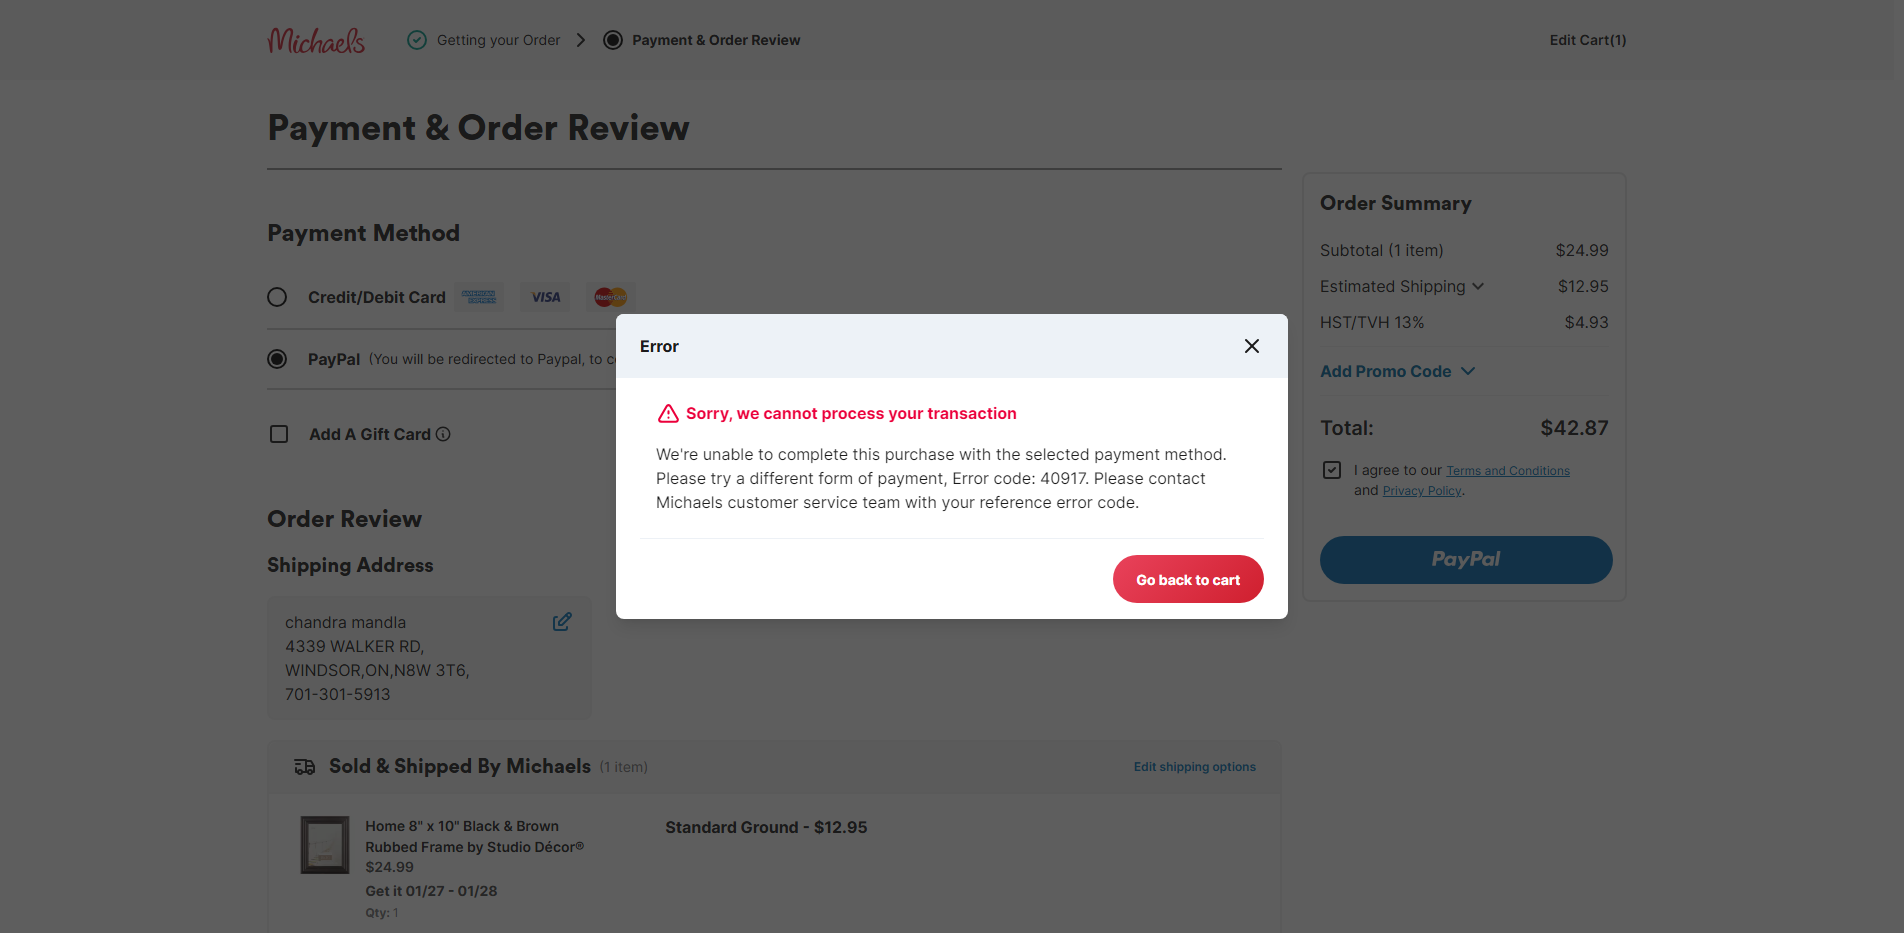 Michaels
Getting your Order
Payment & Order Review
Edit Cart(1)
Payment & Order Review
Payment Method
Credit/Debit Card
AMERICAN EXPRESS
VISA
MasterCard
PayPal (You will be redirected to Paypal, to c
Add A Gift Card
Order Review
Shipping Address
chandra mandla
4339 WALKER RD,
WINDSOR,ON,N8W 3T6,
701-301-5913
Sold & Shipped By Michaels (1 item)
Edit shipping options
Home 8" x 10" Black & Brown
Rubbed Frame by Studio Décor®
$24.99
Get it 01/27 - 01/28
Qty: 1
Standard Ground - $12.95
Order Summary
Subtotal (1 item) $24.99
Estimated Shipping $12.95
HST/TVH 13% $4.93
Add Promo Code
Total: $42.87
I agree to our Terms and Conditions
and Privacy Policy.
PayPal
Error
Sorry, we cannot process your transaction
We're unable to complete this purchase with the selected payment method.
Please try a different form of payment, Error code: 40917. Please contact
Michaels customer service team with your reference error code.
Go back to cart